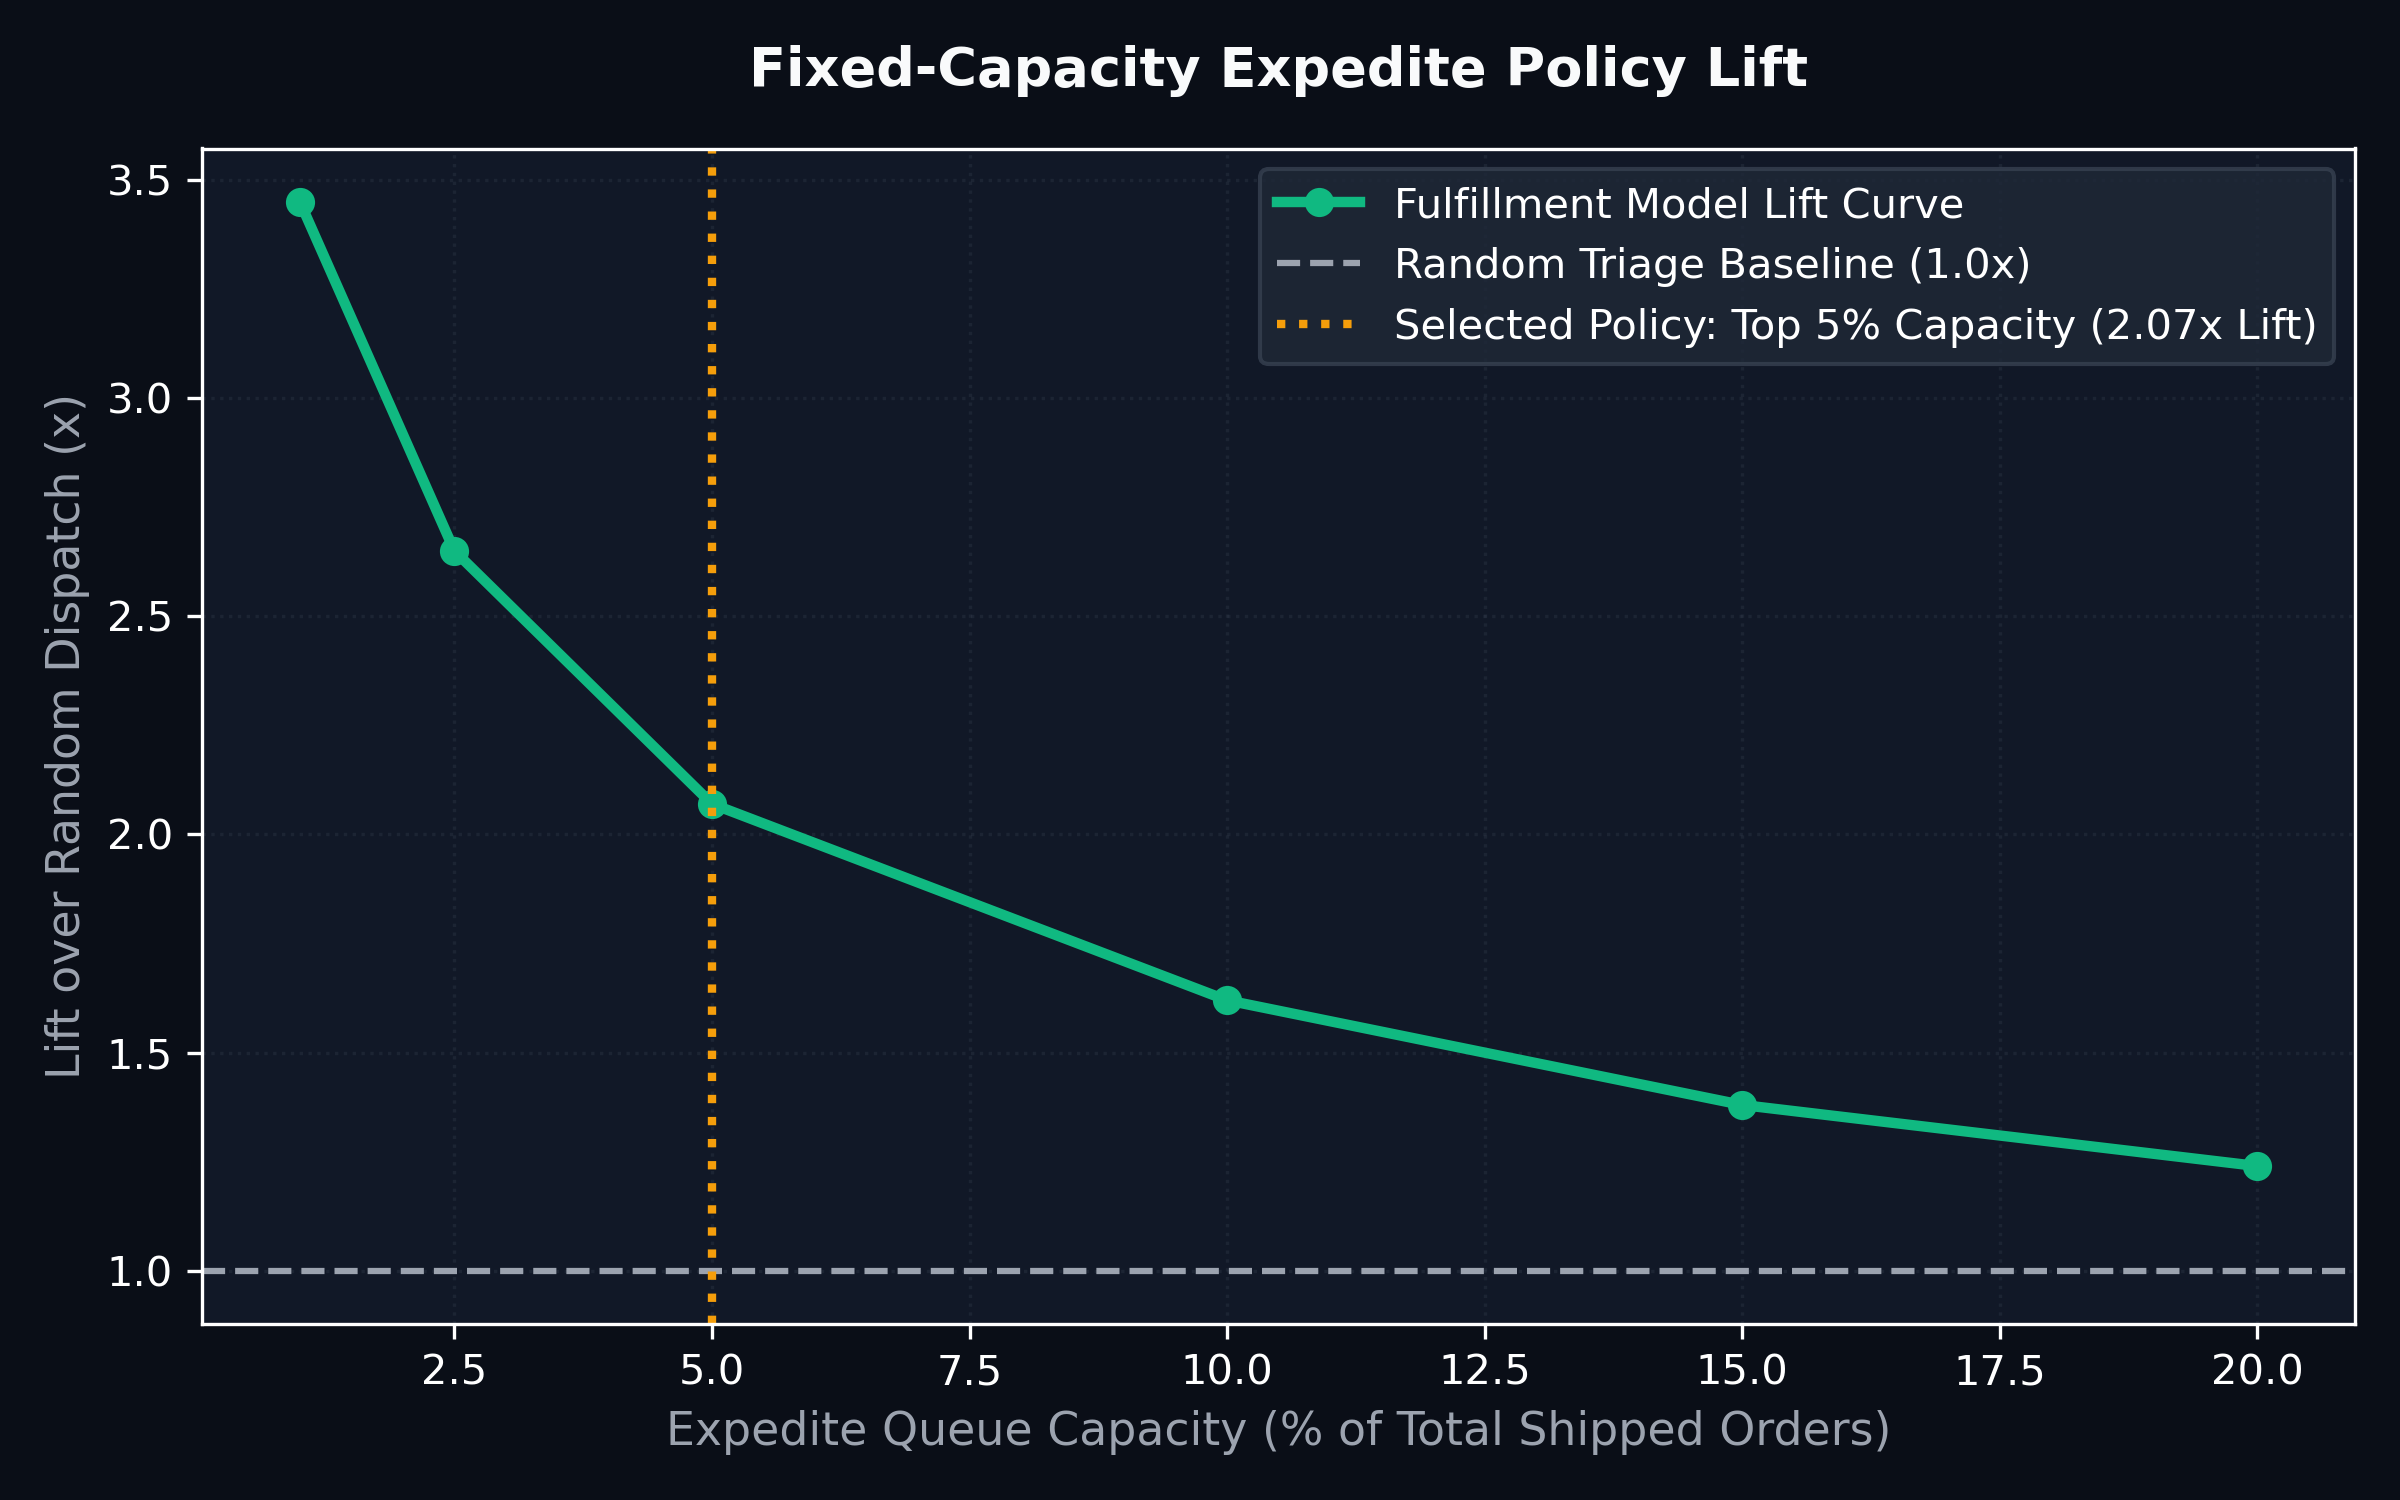 Fixed-Capacity Expedite Policy Lift
Fulfillment Model Lift Curve
Random Triage Baseline (1.0x)
Selected Policy: Top 5% Capacity (2.07x Lift)
Lift over Random Dispatch (x)
3.5
3.0
2.5
2.0
1.5
1.0
2.5 5.0 7.5 10.0 12.5 15.0 17.5 20.0
Expedite Queue Capacity (% of Total Shipped Orders)